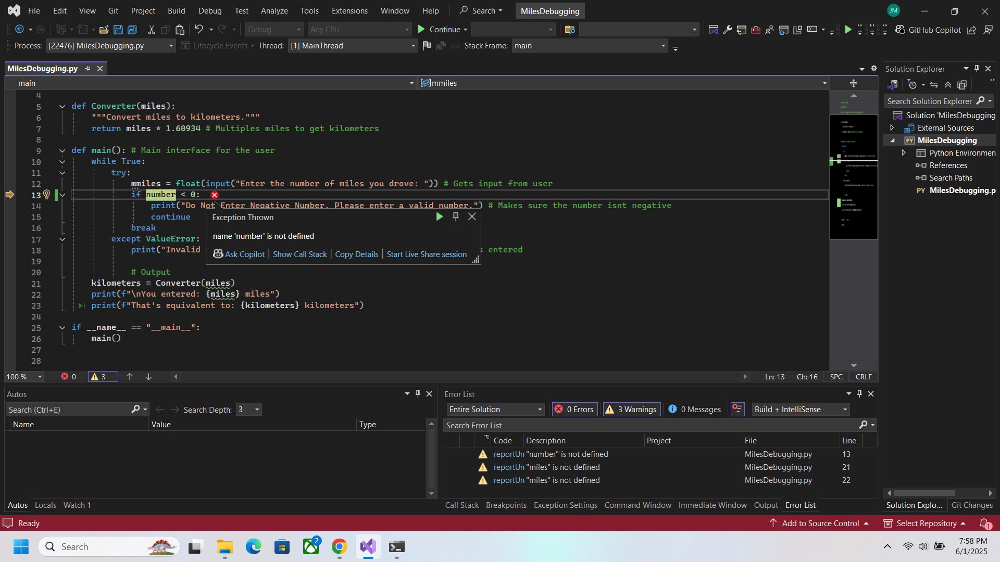 File Edit View Git Project Build Debug Test Analyze Tools Extensions Window Help Search MilesDebugging JM
Debug Any CPU Continue GitHub Copilot
Process: [22476] MilesDebugging.py Lifecycle Events Thread: [1] MainThread Stack Frame: main
MilesDebugging.py
main mmiles
4
5 def Converter(miles):
6 """Convert miles to kilometers."""
7 return miles * 1.60934 # Multiples miles to get kilometers
8
9 def main(): # Main interface for the user
10 while True:
11 try:
12 mmiles = float(input("Enter the number of miles you drove: ")) # Gets input from user
13 if number < 0:
14 print("Do Not Enter Negative Number. Please enter a valid number.") # Makes sure the number isnt negative
15 continue
16 break
17 except ValueError:
18 print("Invalid s entered
19
20 # Output
21 kilometers = Converter(miles)
22 print(f"\nYou entered: {miles} miles")
23 print(f"That's equivalent to: {kilometers} kilometers")
24
25 if __name__ == "__main__":
26 main()
27
28
Exception Thrown
name 'number' is not defined
Ask Copilot Show Call Stack Copy Details Start Live Share session
100 % 0 3 Ln: 13 Ch: 16 SPC CRLF
Solution Explorer
Search Solution Explorer
Solution 'MilesDebugging
External Sources
PY MilesDebugging
Python Environmen
References
Search Paths
PY MilesDebugging.p
Solution Explo... Git Changes
Autos
Search (Ctrl+E) Search Depth: 3
Name Value Type
Autos Locals Watch 1
Error List
Entire Solution 0 Errors 3 Warnings 0 Messages Build + IntelliSense
Search Error List
Code Description Project File Line
reportUn "number" is not defined MilesDebugging.py 13
reportUn "miles" is not defined MilesDebugging.py 21
reportUn "miles" is not defined MilesDebugging.py 22
Call Stack Breakpoints Exception Settings Command Window Immediate Window Output Error List
Ready Add to Source Control Select Repository 1
Search 2 7:58 PM
6/1/2025